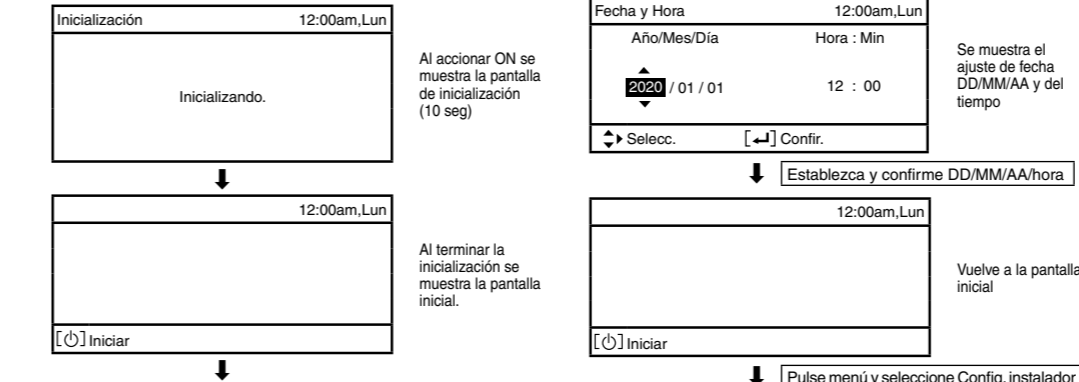 Inicialización 12:00am,Lun
Inicializando.
Al accionar ON se
muestra la pantalla
de inicialización
(10 seg)
12:00am,Lun
[⏻] Iniciar
Al terminar la
inicialización se
muestra la pantalla
inicial.
Fecha y Hora 12:00am,Lun
Año/Mes/Día Hora : Min
2020 / 01 / 01 12 : 00
Selecc. [↵] Confir.
Se muestra el
ajuste de fecha
DD/MM/AA y del
tiempo
Establezca y confirme DD/MM/AA/hora
12:00am,Lun
[⏻] Iniciar
Vuelve a la pantalla
inicial
Pulse menú y seleccione Config. instalador